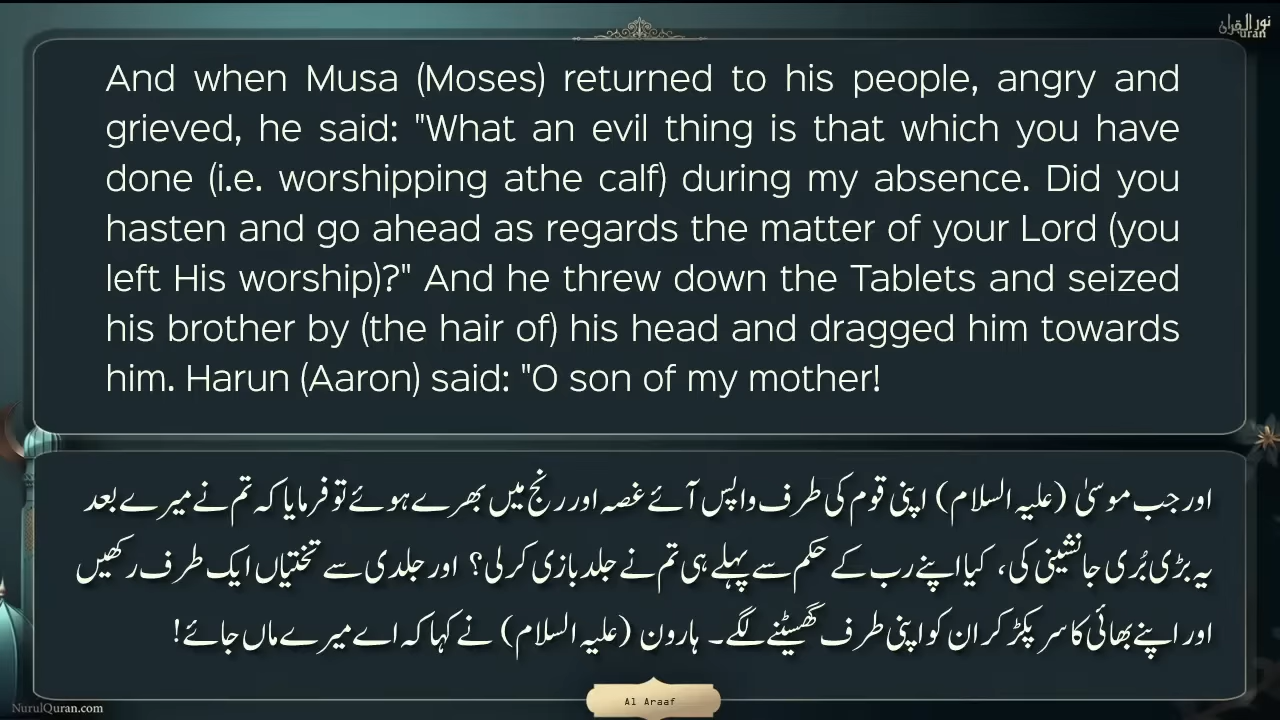 نور القرآن
Quran
And when Musa (Moses) returned to his people, angry and
grieved, he said: "What an evil thing is that which you have
done (i.e. worshipping athe calf) during my absence. Did you
hasten and go ahead as regards the matter of your Lord (you
left His worship)?" And he threw down the Tablets and seized
his brother by (the hair of) his head and dragged him towards
him. Harun (Aaron) said: "O son of my mother!
اور جب موسیٰ (علیہ السلام) اپنی قوم کی طرف واپس آئے غصہ اور رنج میں بھرے ہوئے تو فرمایا کہ تم نے میرے بعد
یہ بڑی بُری جانشینی کی، کیا اپنے رب کے حکم سے پہلے ہی تم نے جلد بازی کرلی؟ اور جلدی سے تختیاں ایک طرف رکھیں
اور اپنے بھائی کا سر پکڑ کر ان کو اپنی طرف گھسیٹنے لگے۔ ہارون (علیہ السلام) نے کہا کہ اے میرے ماں جائے!
Al Araaf
NurulQuran.com